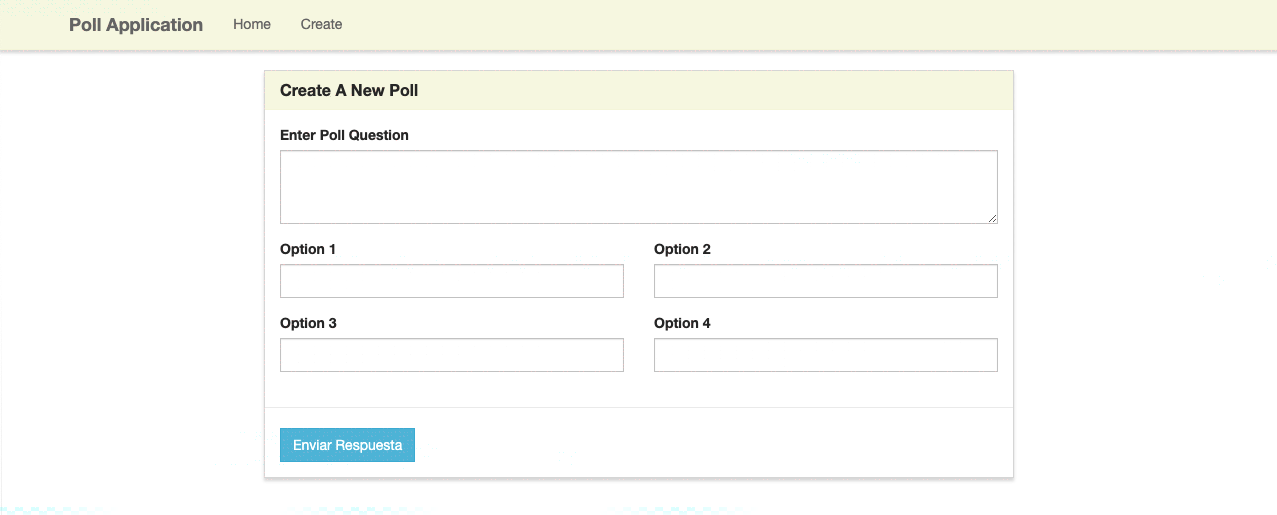 Poll Application Home Create
Create A New Poll
Enter Poll Question
Option 1 Option 2
Option 3 Option 4
Enviar Respuesta